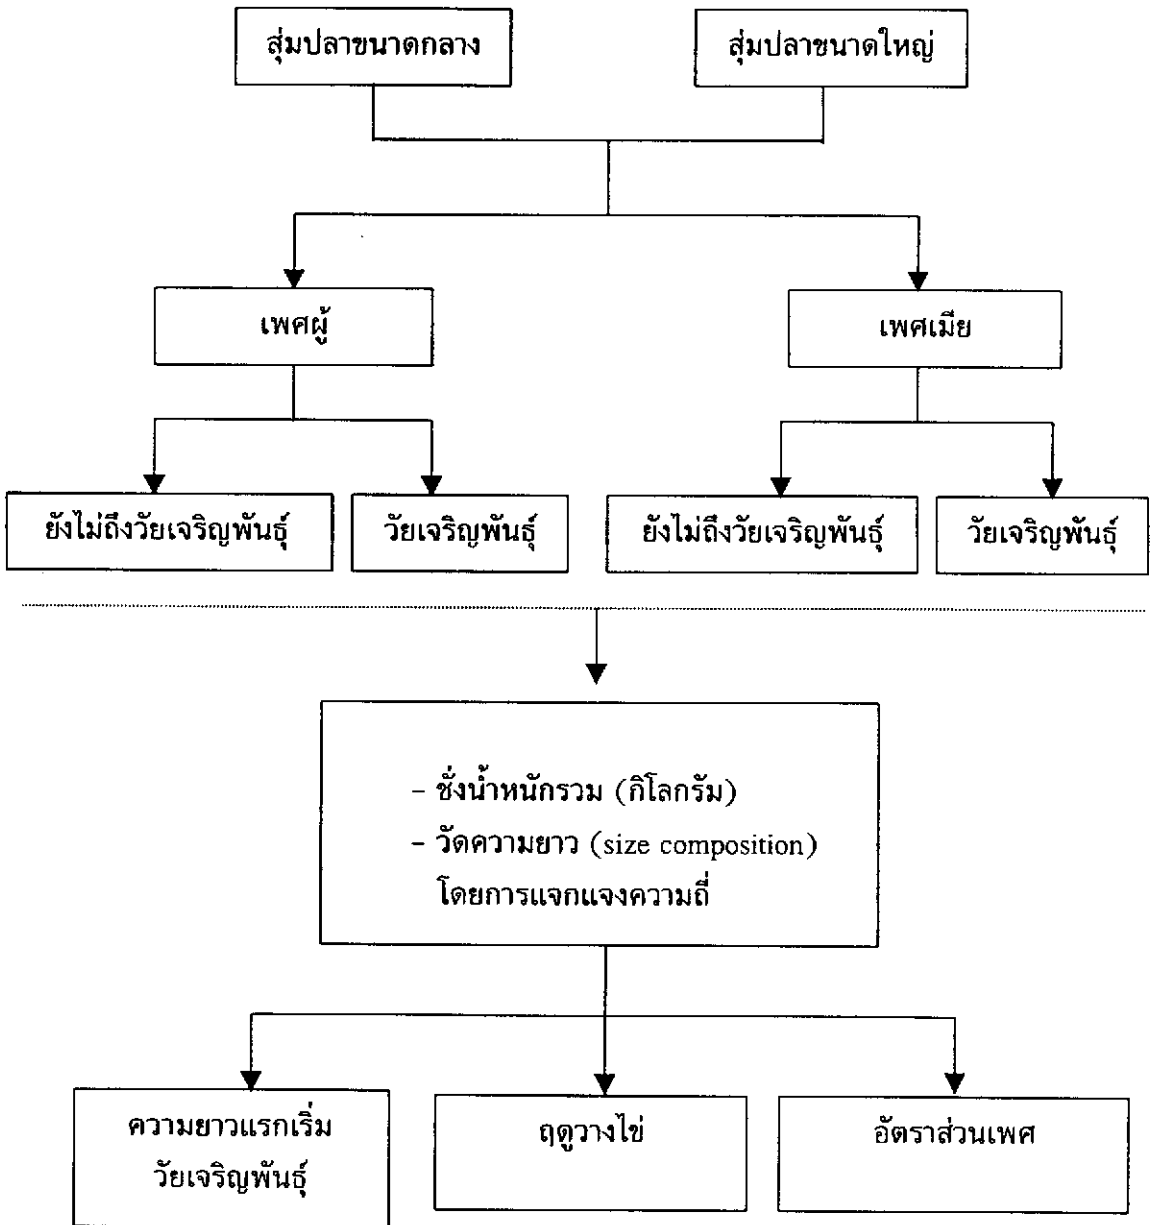 สุ่มปลาขนาดกลาง
สุ่มปลาขนาดใหญ่
เพศผู้
เพศเมีย
ยังไม่ถึงวัยเจริญพันธุ์
วัยเจริญพันธุ์
ยังไม่ถึงวัยเจริญพันธุ์
วัยเจริญพันธุ์
- ชั่งน้ำหนักรวม (กิโลกรัม)
- วัดความยาว (size composition)
โดยการแจกแจงความถี่
ความยาวแรกเริ่ม
วัยเจริญพันธุ์
ฤดูวางไข่
อัตราส่วนเพศ